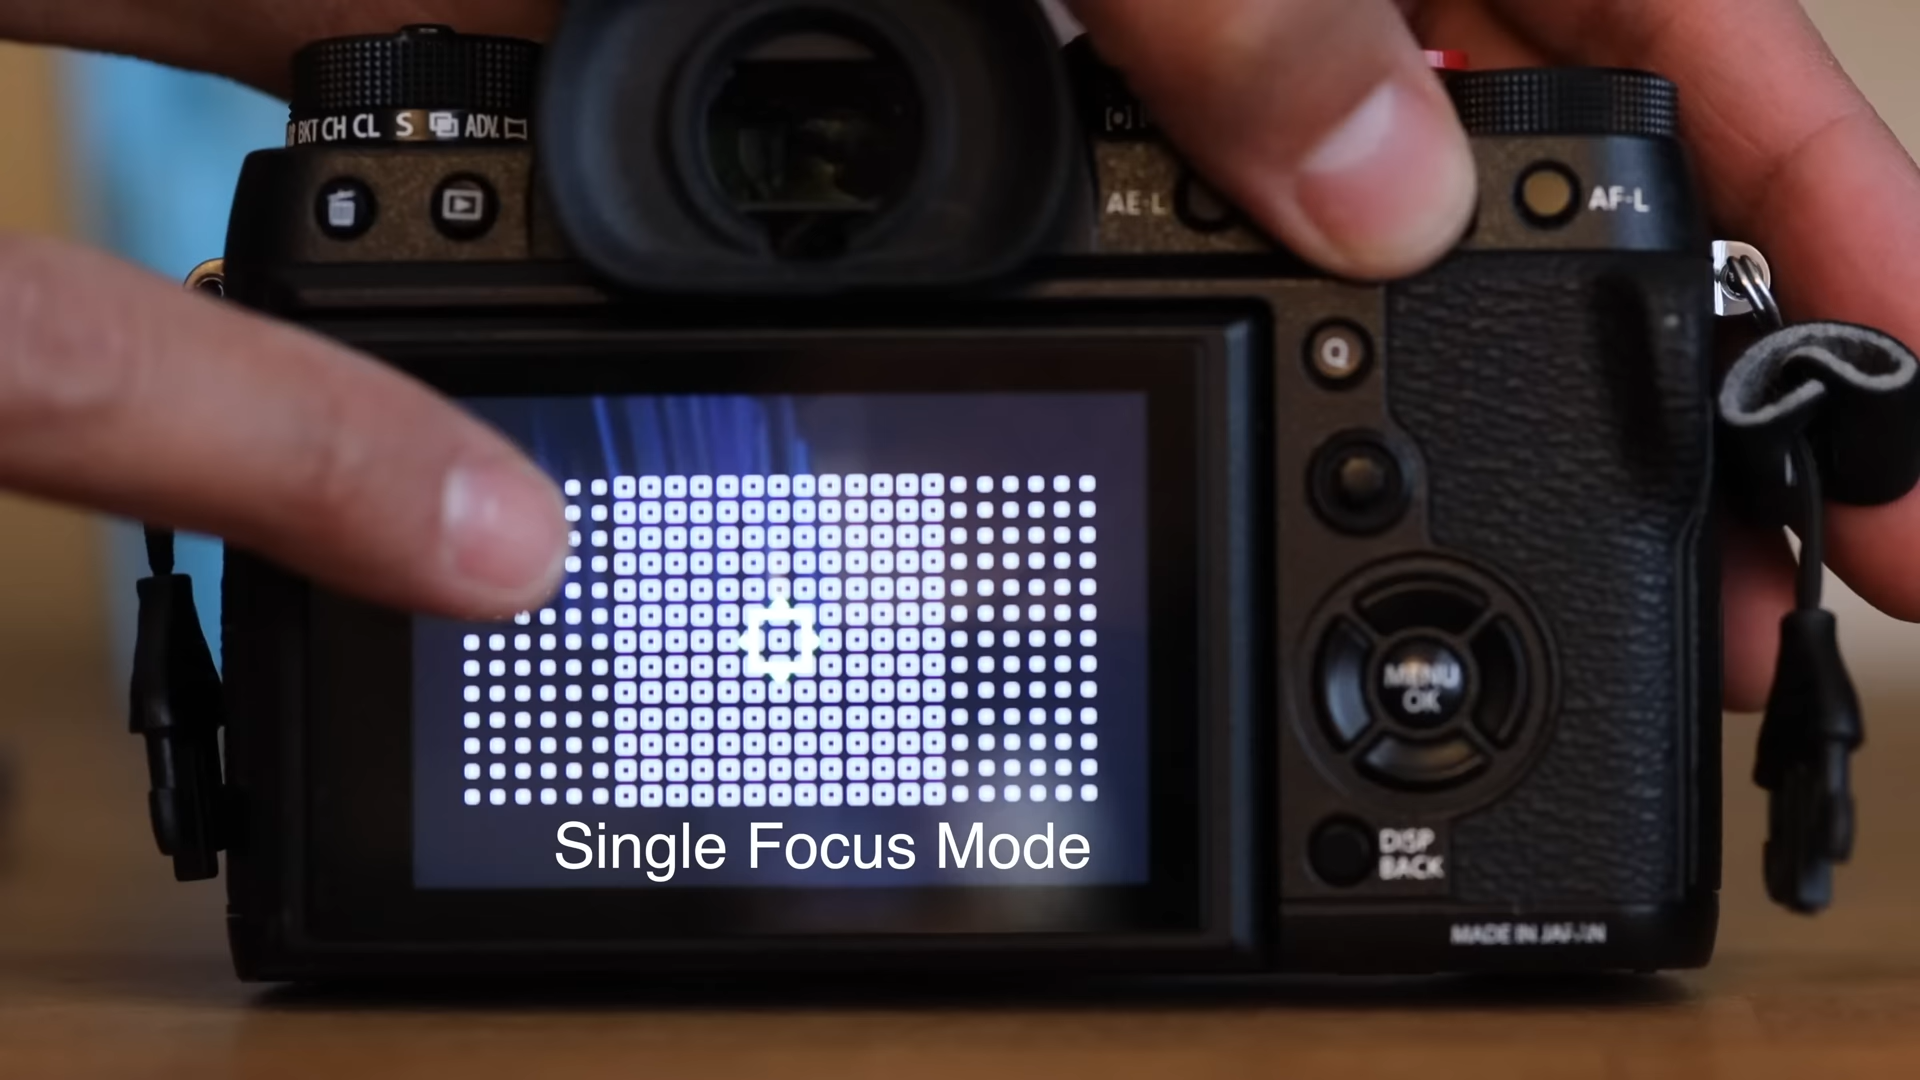 BKT CH CL S ADV.
AE-L
AF-L
Q
MENU
OK
Single Focus Mode
DISP
BACK
MADE IN JAPAN